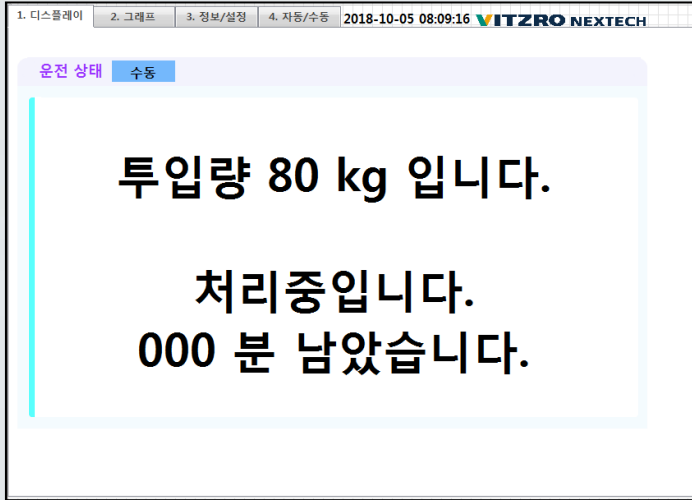 1. 디스플레이 2. 그래프 3. 정보/설정 4. 자동/수동 2018-10-05 08:09:16 VITZRO NEXTECH
운전 상태 수동
투입량 80 kg 입니다.
처리중입니다.
000 분 남았습니다.